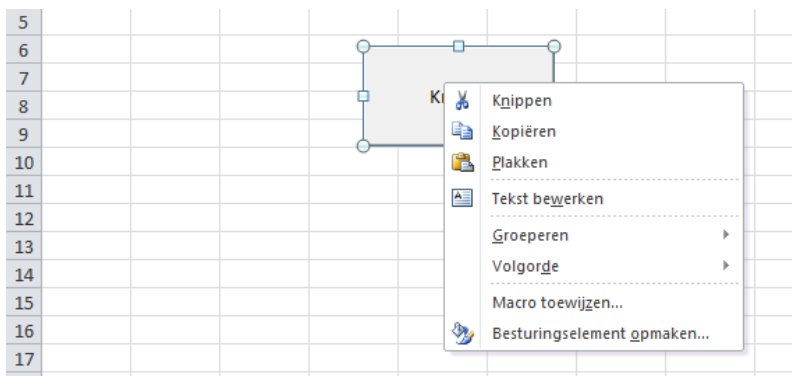 5
6
7
8
9
10
11
12
13
14
15
16
17
Knippen
Kopiëren
Plakken
Tekst bewerken
Groeperen
Volgorde
Macro toewijzen...
Besturingselement opmaken...